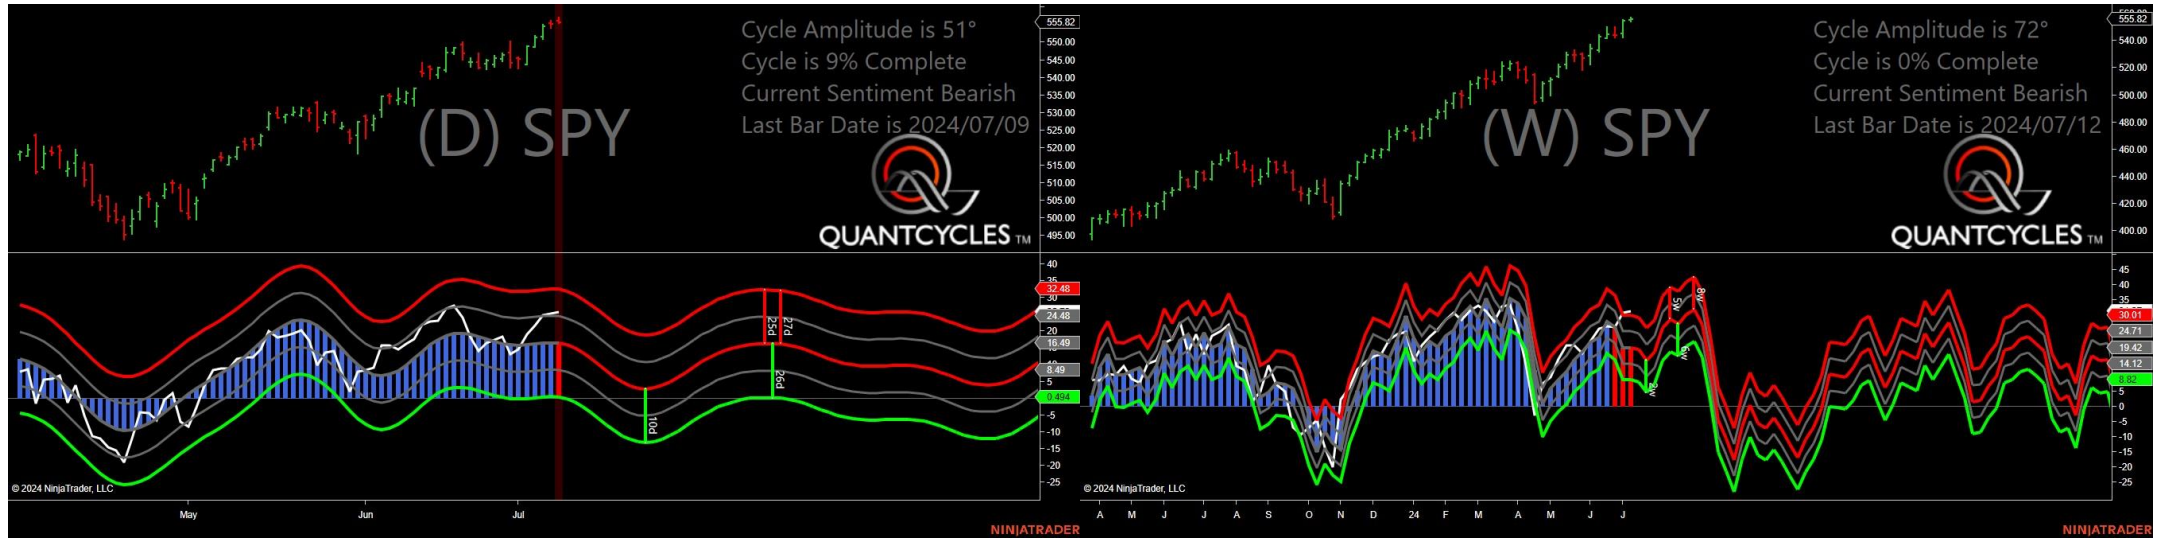 Cycle Amplitude is 51°
Cycle is 9% Complete
Current Sentiment Bearish
Last Bar Date is 2024/07/09
(D) SPY
QUANTCYCLES TM
555.82
550.00
545.00
540.00
535.00
530.00
525.00
520.00
515.00
510.00
505.00
500.00
495.00
40
35
32.48
30
24.48
20
16.49
8.49
5
0.494
-5
-10
-15
-20
-25
25d
27d
26d
10d
© 2024 NinjaTrader, LLC
May Jun Jul
NINJATRADER
Cycle Amplitude is 72°
Cycle is 0% Complete
Current Sentiment Bearish
Last Bar Date is 2024/07/12
(W) SPY
QUANTCYCLES TM
555.82
540.00
520.00
500.00
480.00
460.00
440.00
420.00
400.00
45
40
35
30.01
24.71
19.42
14.12
8.82
5
0
-5
-10
-15
-20
-25
5w
8w
6w
2w
© 2024 NinjaTrader, LLC
A M J J A S O N D 24 F M A M J J
NINJATRADER